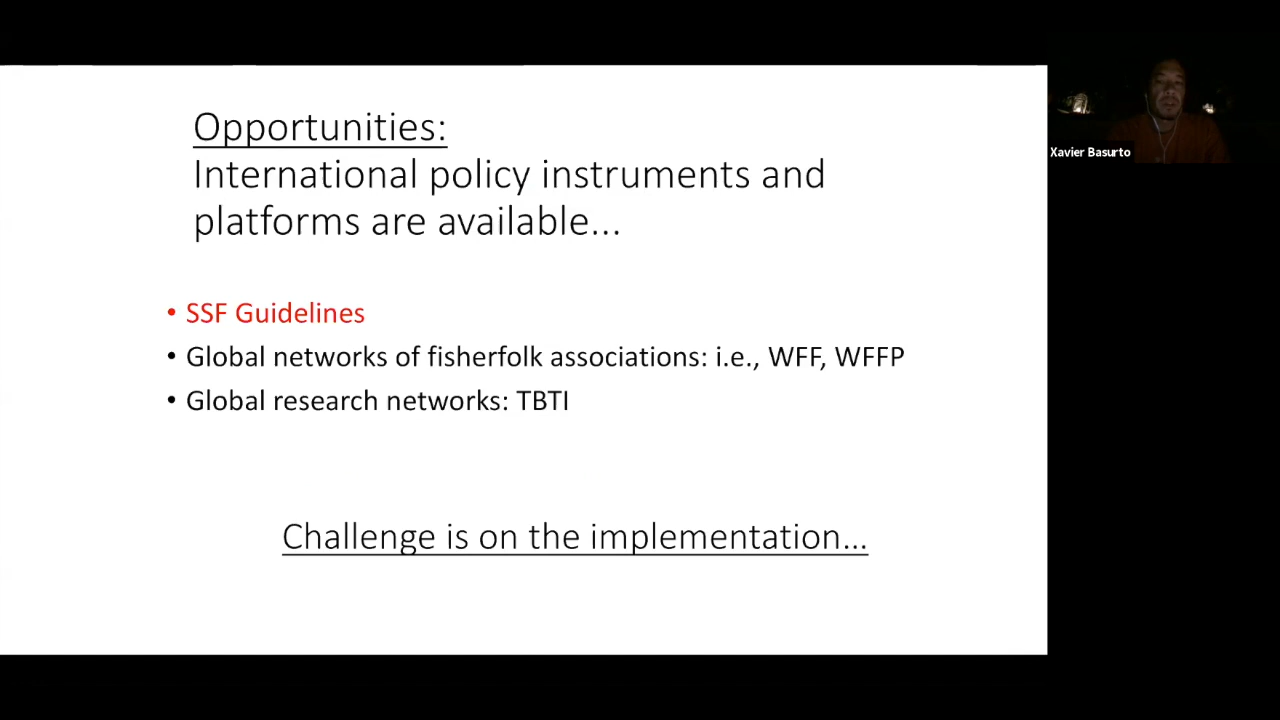 Opportunities:
International policy instruments and
platforms are available...
• SSF Guidelines
• Global networks of fisherfolk associations: i.e., WFF, WFFP
• Global research networks: TBTI
Challenge is on the implementation...
Xavier Basurto